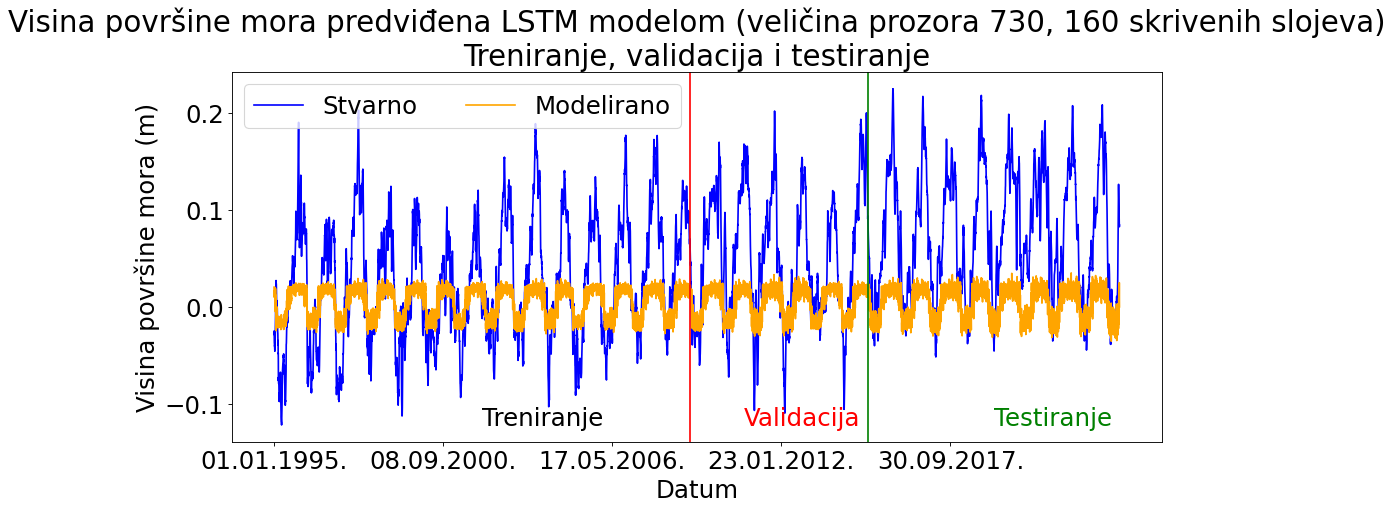 Visina površine mora predviđena LSTM modelom (veličina prozora 730, 160 skrivenih slojeva)
Treniranje, validacija i testiranje
Stvarno
Modelirano
Visina površine mora (m)
0.2
0.1
0.0
−0.1
Treniranje
Validacija
Testiranje
01.01.1995.
08.09.2000.
17.05.2006.
23.01.2012.
30.09.2017.
Datum